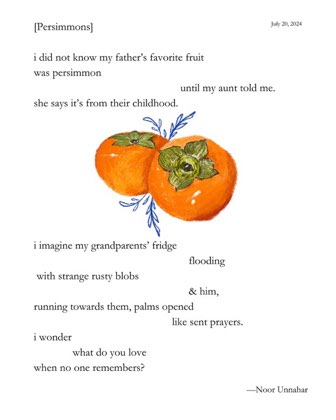 [Persimmons]
July 20, 2024
i did not know my father’s favorite fruit
was persimmon
until my aunt told me.
she says it’s from their childhood.
i imagine my grandparents’ fridge
flooding
with strange rusty blobs
& him,
running towards them, palms opened
like sent prayers.
i wonder
what do you love
when no one remembers?
—Noor Unnahar